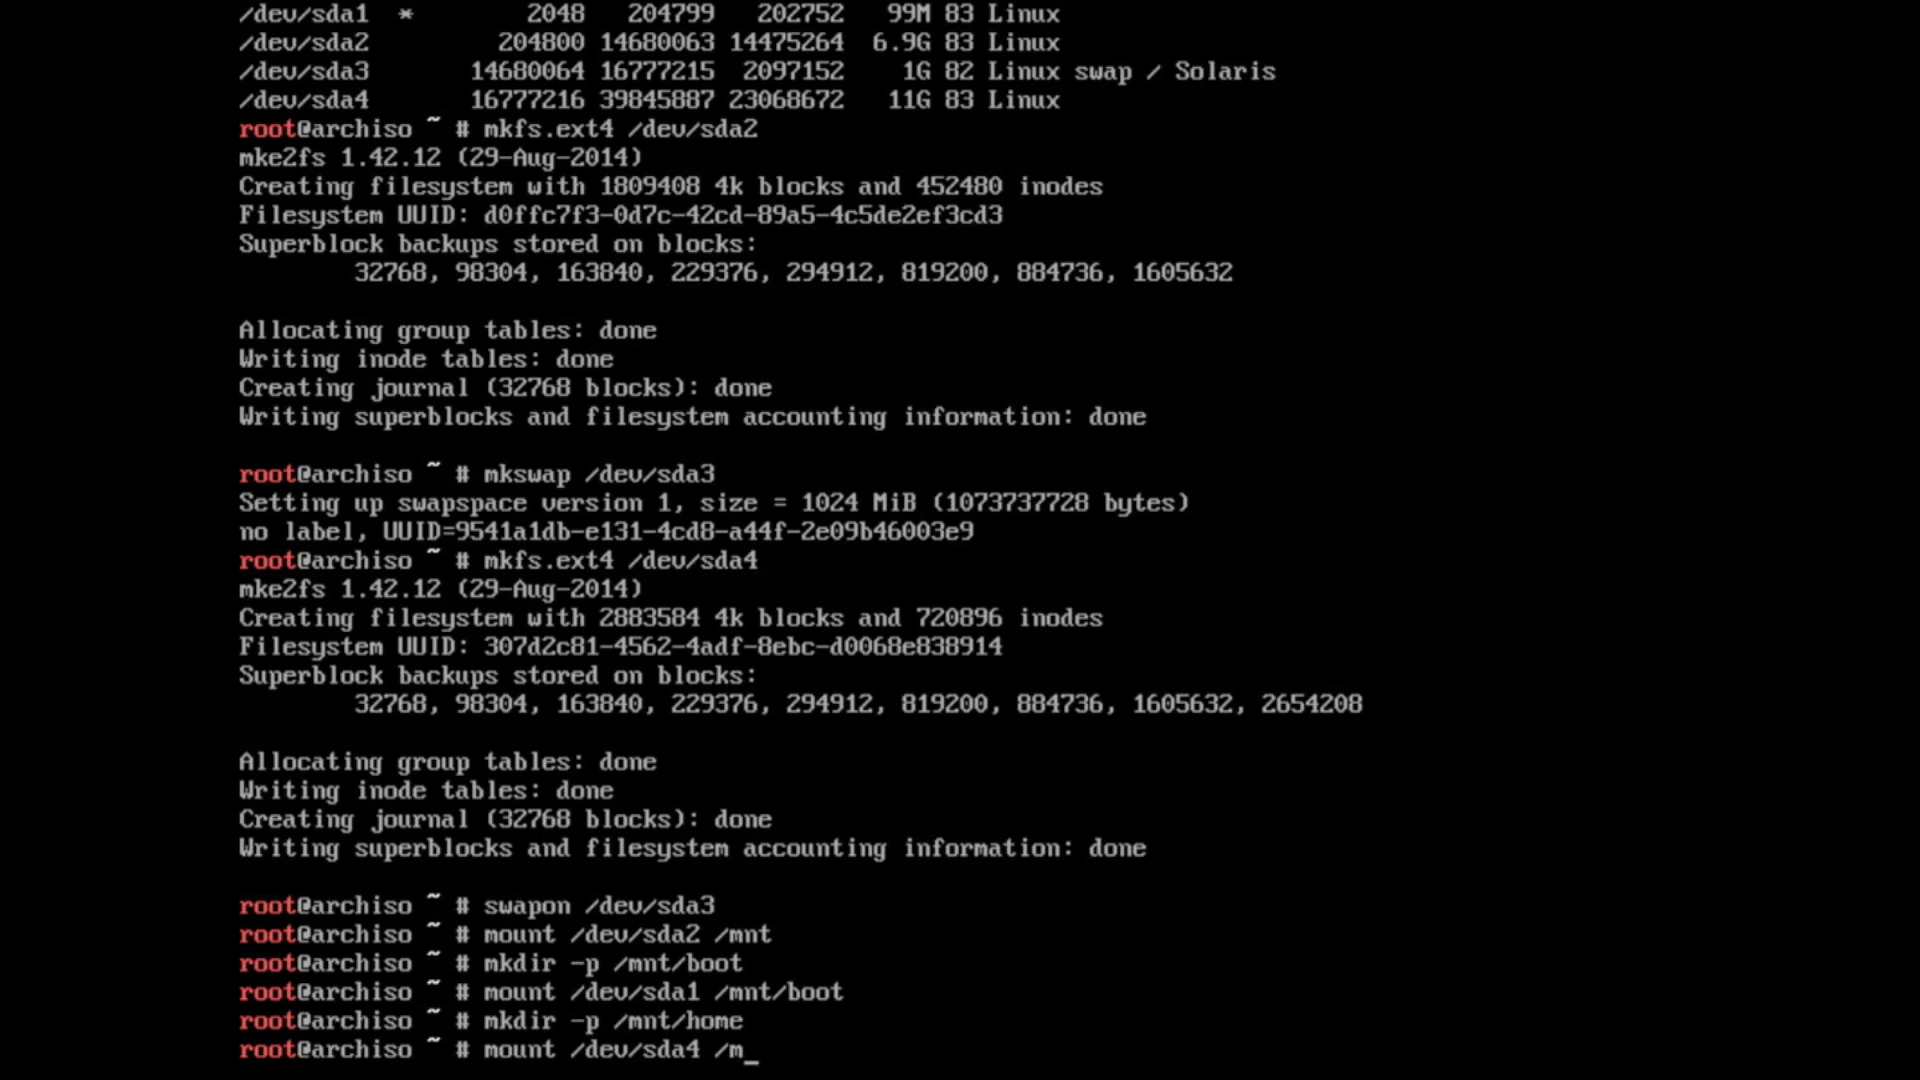 /dev/sda1  *        2048   204799   202752   99M 83 Linux
/dev/sda2         204800 14680063 14475264  6.9G 83 Linux
/dev/sda3       14680064 16777215  2097152    1G 82 Linux swap / Solaris
/dev/sda4       16777216 39845887 23068672   11G 83 Linux
root@archiso ~ # mkfs.ext4 /dev/sda2
mke2fs 1.42.12 (29-Aug-2014)
Creating filesystem with 1809408 4k blocks and 452480 inodes
Filesystem UUID: d0ffc7f3-0d7c-42cd-89a5-4c5de2ef3cd3
Superblock backups stored on blocks:
        32768, 98304, 163840, 229376, 294912, 819200, 884736, 1605632
Allocating group tables: done
Writing inode tables: done
Creating journal (32768 blocks): done
Writing superblocks and filesystem accounting information: done
root@archiso ~ # mkswap /dev/sda3
Setting up swapspace version 1, size = 1024 MiB (1073737728 bytes)
no label, UUID=9541a1db-e131-4cd8-a44f-2e09b46003e9
root@archiso ~ # mkfs.ext4 /dev/sda4
mke2fs 1.42.12 (29-Aug-2014)
Creating filesystem with 2883584 4k blocks and 720896 inodes
Filesystem UUID: 307d2c81-4562-4adf-8ebc-d0068e838914
Superblock backups stored on blocks:
        32768, 98304, 163840, 229376, 294912, 819200, 884736, 1605632, 2654208
Allocating group tables: done
Writing inode tables: done
Creating journal (32768 blocks): done
Writing superblocks and filesystem accounting information: done
root@archiso ~ # swapon /dev/sda3
root@archiso ~ # mount /dev/sda2 /mnt
root@archiso ~ # mkdir -p /mnt/boot
root@archiso ~ # mount /dev/sda1 /mnt/boot
root@archiso ~ # mkdir -p /mnt/home
root@archiso ~ # mount /dev/sda4 /m_